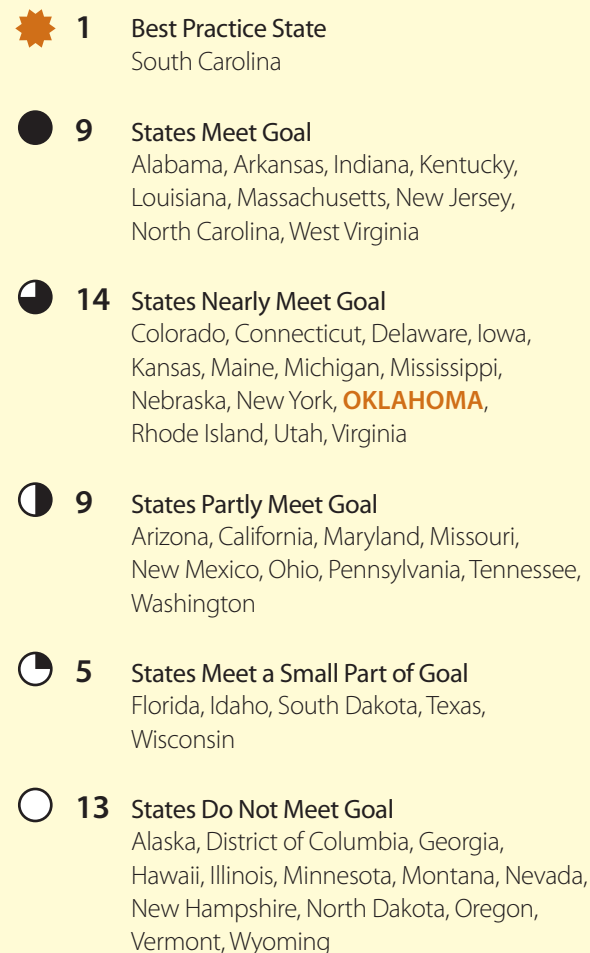 1 Best Practice State
South Carolina
9 States Meet Goal
Alabama, Arkansas, Indiana, Kentucky,
Louisiana, Massachusetts, New Jersey,
North Carolina, West Virginia
14 States Nearly Meet Goal
Colorado, Connecticut, Delaware, Iowa,
Kansas, Maine, Michigan, Mississippi,
Nebraska, New York, OKLAHOMA,
Rhode Island, Utah, Virginia
9 States Partly Meet Goal
Arizona, California, Maryland, Missouri,
New Mexico, Ohio, Pennsylvania, Tennessee,
Washington
5 States Meet a Small Part of Goal
Florida, Idaho, South Dakota, Texas,
Wisconsin
13 States Do Not Meet Goal
Alaska, District of Columbia, Georgia,
Hawaii, Illinois, Minnesota, Montana, Nevada,
New Hampshire, North Dakota, Oregon,
Vermont, Wyoming